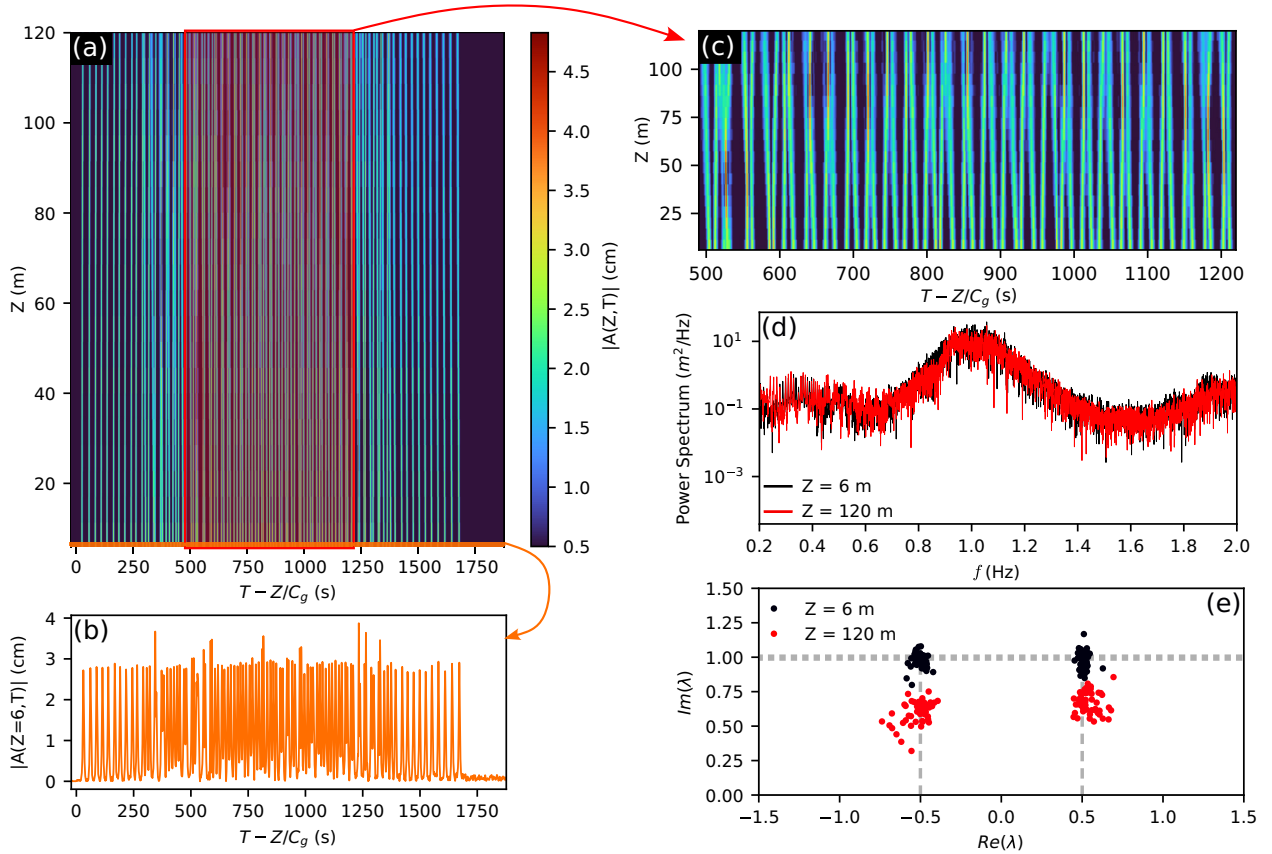 (a)
120
100
80
60
40
20
Z (m)
0 250 500 750 1000 1250 1500 1750
T − Z/C_g (s)
4.5
4.0
3.5
3.0
2.5
2.0
1.5
1.0
0.5
|A(Z,T)| (cm)
(b)
4
3
2
1
0
|A(Z=6,T)| (cm)
0 250 500 750 1000 1250 1500 1750
T − Z/C_g (s)
(c)
100
75
50
25
Z (m)
500 600 700 800 900 1000 1100 1200
T − Z/C_g (s)
(d)
10^1
10^−1
10^−3
Power Spectrum (m^2/Hz)
Z = 6 m
Z = 120 m
0.2 0.4 0.6 0.8 1.0 1.2 1.4 1.6 1.8 2.0
f (Hz)
(e)
Z = 6 m
Z = 120 m
1.50
1.25
1.00
0.75
0.50
0.25
0.00
Im(λ)
−1.5 −1.0 −0.5 0.0 0.5 1.0 1.5
Re(λ)